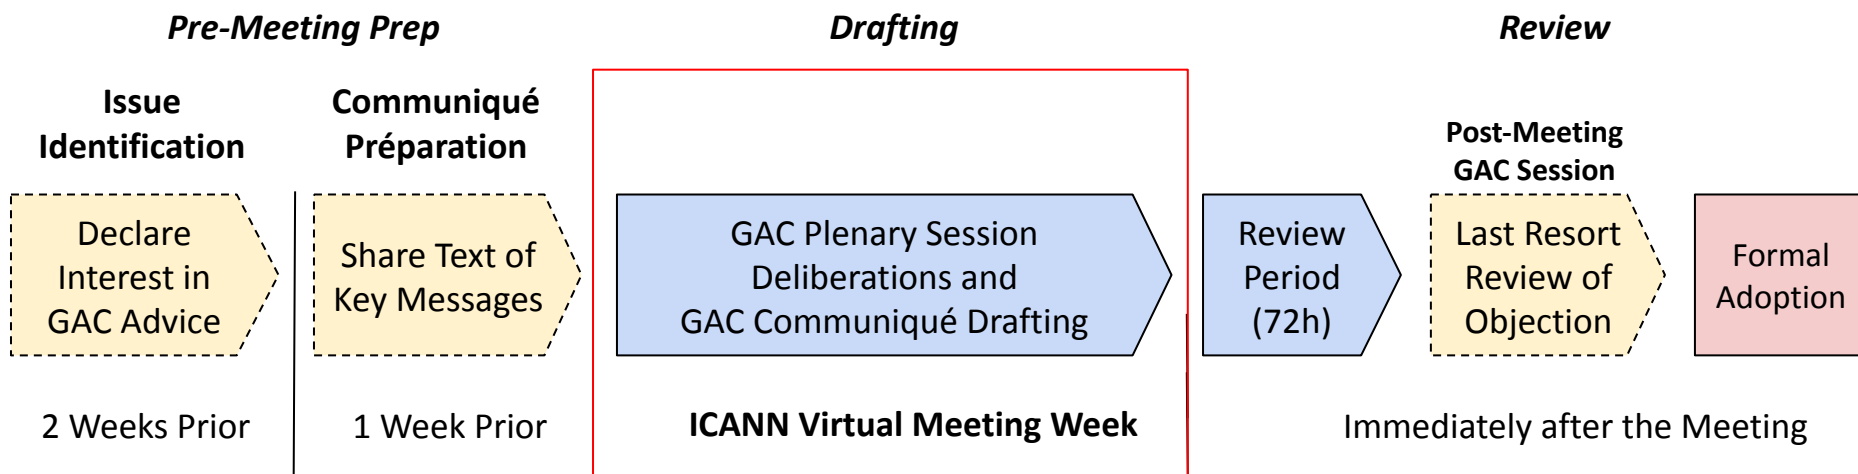 Pre-Meeting Prep
Drafting
Review
Issue
Identification
Communiqué
Préparation
Post-Meeting
GAC Session
Declare
Interest in
GAC Advice
Share Text of
Key Messages
GAC Plenary Session
Deliberations and
GAC Communiqué Drafting
Review
Period
(72h)
Last Resort
Review of
Objection
Formal
Adoption
2 Weeks Prior
1 Week Prior
ICANN Virtual Meeting Week
Immediately after the Meeting